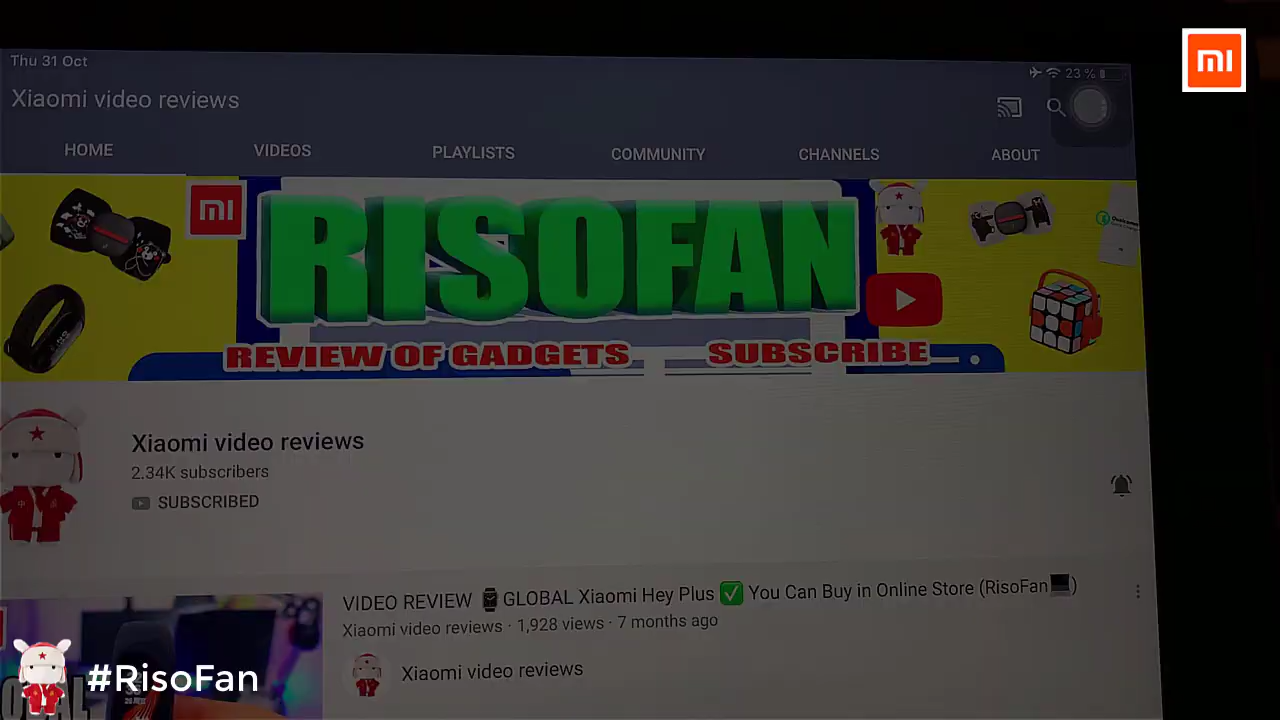 Thu 31 Oct
23 %
Xiaomi video reviews
HOME VIDEOS PLAYLISTS COMMUNITY CHANNELS ABOUT
mi
mi
RISOFAN
REVIEW OF GADGETS SUBSCRIBE
Xiaomi video reviews
2.34K subscribers
SUBSCRIBED
VIDEO REVIEW ⌚ GLOBAL Xiaomi Hey Plus ✅ You Can Buy in Online Store (RisoFan💻)
Xiaomi video reviews · 1,928 views · 7 months ago
Xiaomi video reviews
#RisoFan